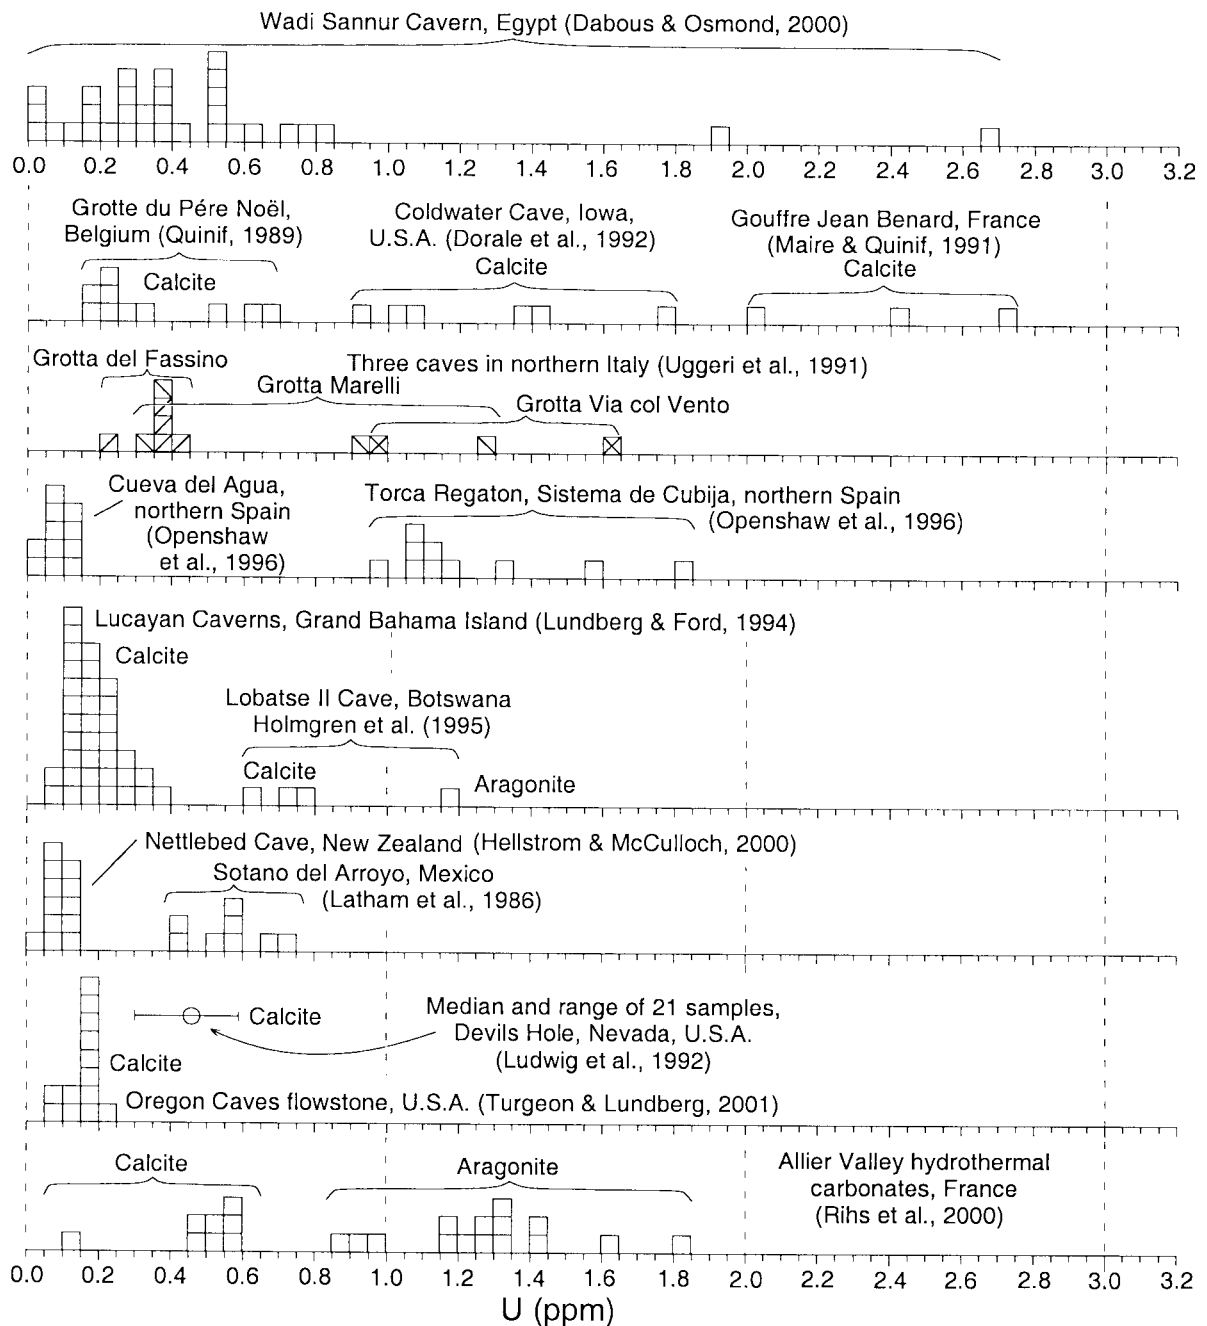 Wadi Sannur Cavern, Egypt (Dabous & Osmond, 2000)
0.0 0.2 0.4 0.6 0.8 1.0 1.2 1.4 1.6 1.8 2.0 2.2 2.4 2.6 2.8 3.0 3.2
Grotte du Pére Noël,
Belgium (Quinif, 1989)
Calcite
Coldwater Cave, Iowa,
U.S.A. (Dorale et al., 1992)
Calcite
Gouffre Jean Benard, France
(Maire & Quinif, 1991)
Calcite
Grotta del Fassino
Three caves in northern Italy (Uggeri et al., 1991)
Grotta Marelli
Grotta Via col Vento
Cueva del Agua,
northern Spain
(Openshaw
et al., 1996)
Torca Regaton, Sistema de Cubija, northern Spain
(Openshaw et al., 1996)
Lucayan Caverns, Grand Bahama Island (Lundberg & Ford, 1994)
Calcite
Lobatse II Cave, Botswana
Holmgren et al. (1995)
Calcite
Aragonite
Nettlebed Cave, New Zealand (Hellstrom & McCulloch, 2000)
Sotano del Arroyo, Mexico
(Latham et al., 1986)
Calcite
Median and range of 21 samples,
Devils Hole, Nevada, U.S.A.
(Ludwig et al., 1992)
Calcite
Oregon Caves flowstone, U.S.A. (Turgeon & Lundberg, 2001)
Calcite
Aragonite
Allier Valley hydrothermal
carbonates, France
(Rihs et al., 2000)
0.0 0.2 0.4 0.6 0.8 1.0 1.2 1.4 1.6 1.8 2.0 2.2 2.4 2.6 2.8 3.0 3.2
U (ppm)